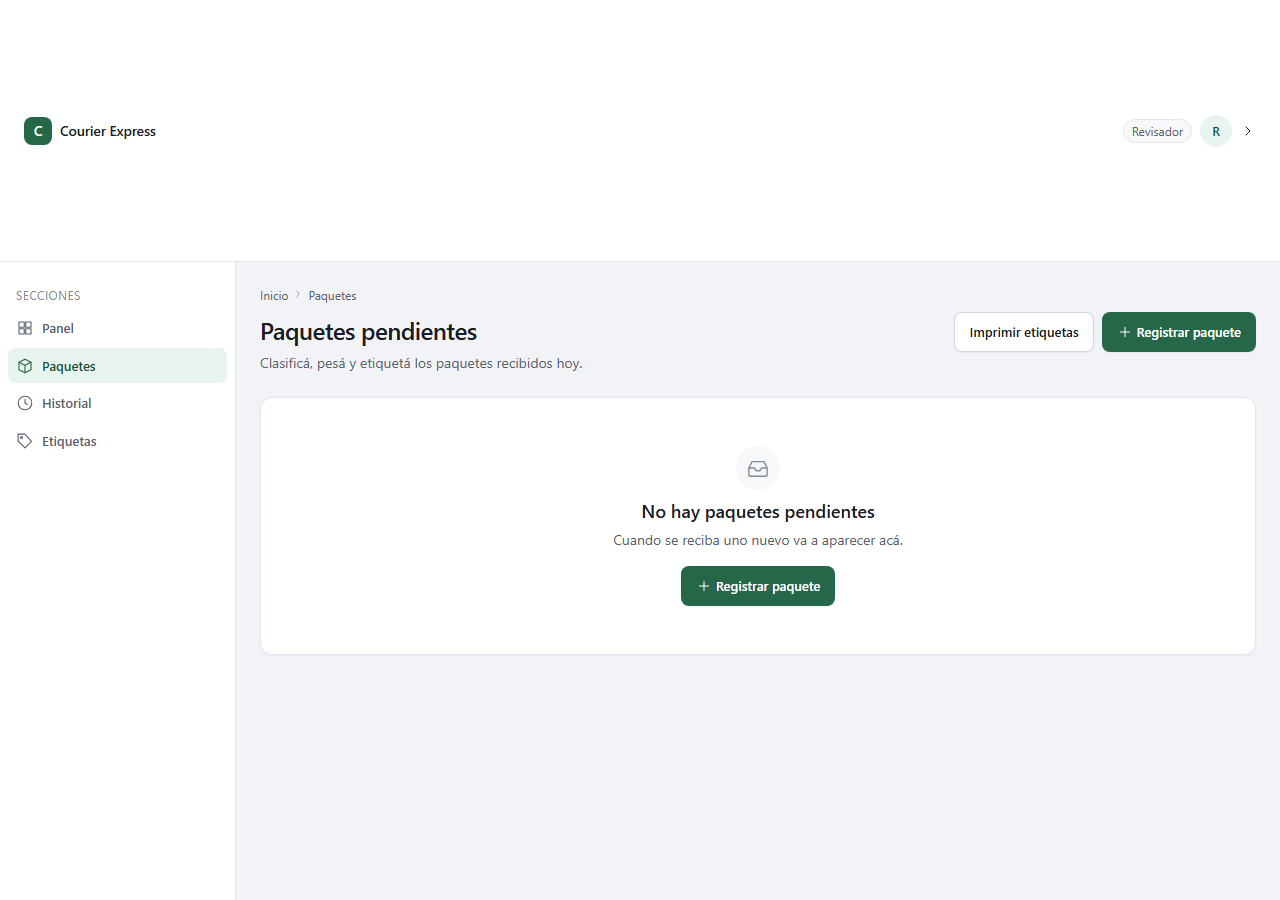 C Courier Express
Revisador R
SECCIONES
Panel
Paquetes
Historial
Etiquetas
Inicio Paquetes
Paquetes pendientes
Clasificá, pesá y etiquetá los paquetes recibidos hoy.
Imprimir etiquetas
Registrar paquete
No hay paquetes pendientes
Cuando se reciba uno nuevo va a aparecer acá.
Registrar paquete